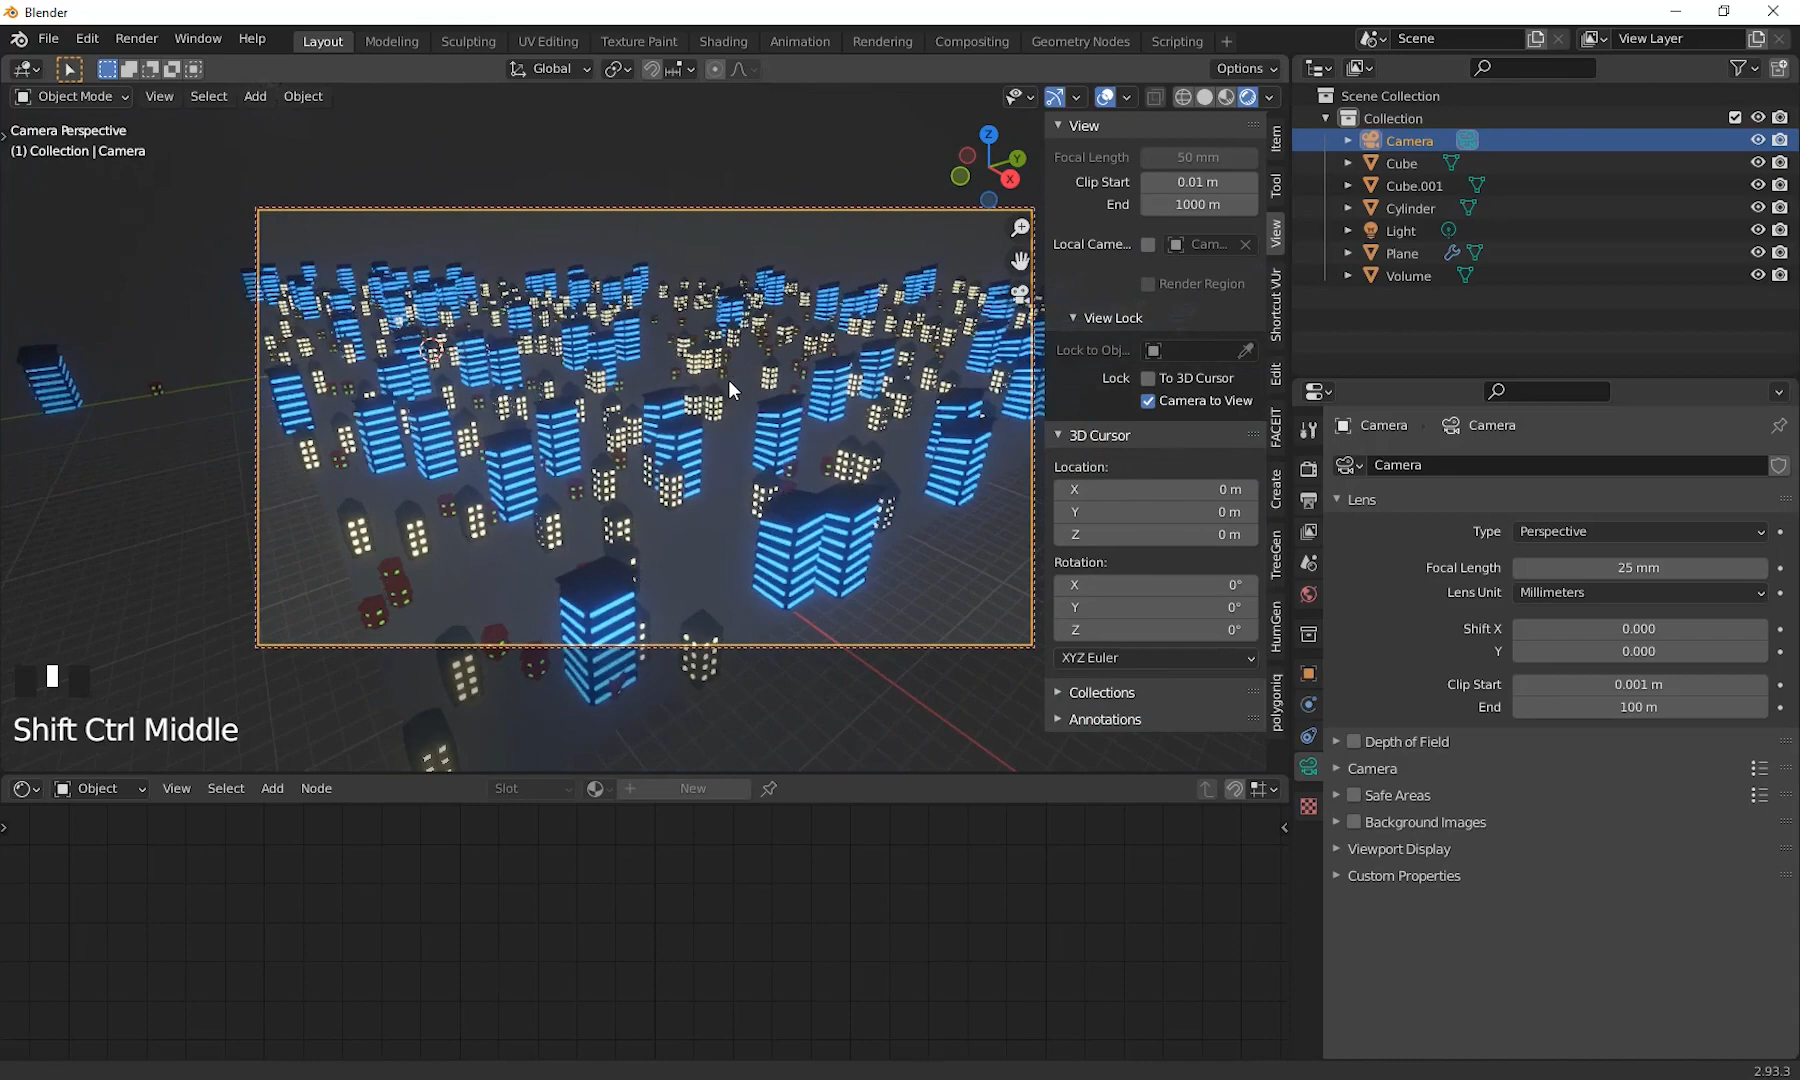 Blender
File Edit Render Window Help
Layout Modeling Sculpting UV Editing Texture Paint Shading Animation Rendering Compositing Geometry Nodes Scripting +
Scene
View Layer
Global
Options
Object Mode View Select Add Object
Camera Perspective
(1) Collection | Camera
Z
Y
X
View
Focal Length 50 mm
Clip Start 0.01 m
End 1000 m
Local Came... Cam...
Render Region
View Lock
Lock to Obj...
Lock To 3D Cursor
Camera to View
3D Cursor
Location:
X 0 m
Y 0 m
Z 0 m
Rotation:
X 0°
Y 0°
Z 0°
XYZ Euler
Collections
Annotations
Item
Tool
View
Shortcut VUr
Edit
FACEIT
Create
TreeGen
HumGen
polygoniq
Shift Ctrl Middle
Object View Select Add Node
Slot
New
Scene Collection
Collection
Camera
Cube
Cube.001
Cylinder
Light
Plane
Volume
Camera Camera
Camera
Lens
Type Perspective
Focal Length 25 mm
Lens Unit Millimeters
Shift X 0.000
Y 0.000
Clip Start 0.001 m
End 100 m
Depth of Field
Camera
Safe Areas
Background Images
Viewport Display
Custom Properties
2.93.3